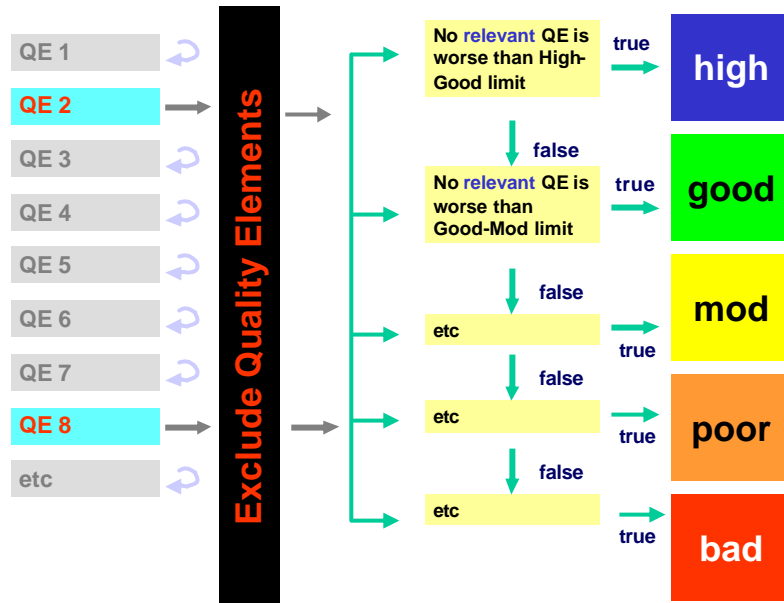 QE 1
QE 2
QE 3
QE 4
QE 5
QE 6
QE 7
QE 8
etc
Exclude Quality Elements
No relevant QE is
worse than High-
Good limit
true
high
false
No relevant QE is
worse than
Good-Mod limit
true
good
false
etc
true
mod
false
etc
true
poor
false
etc
true
bad